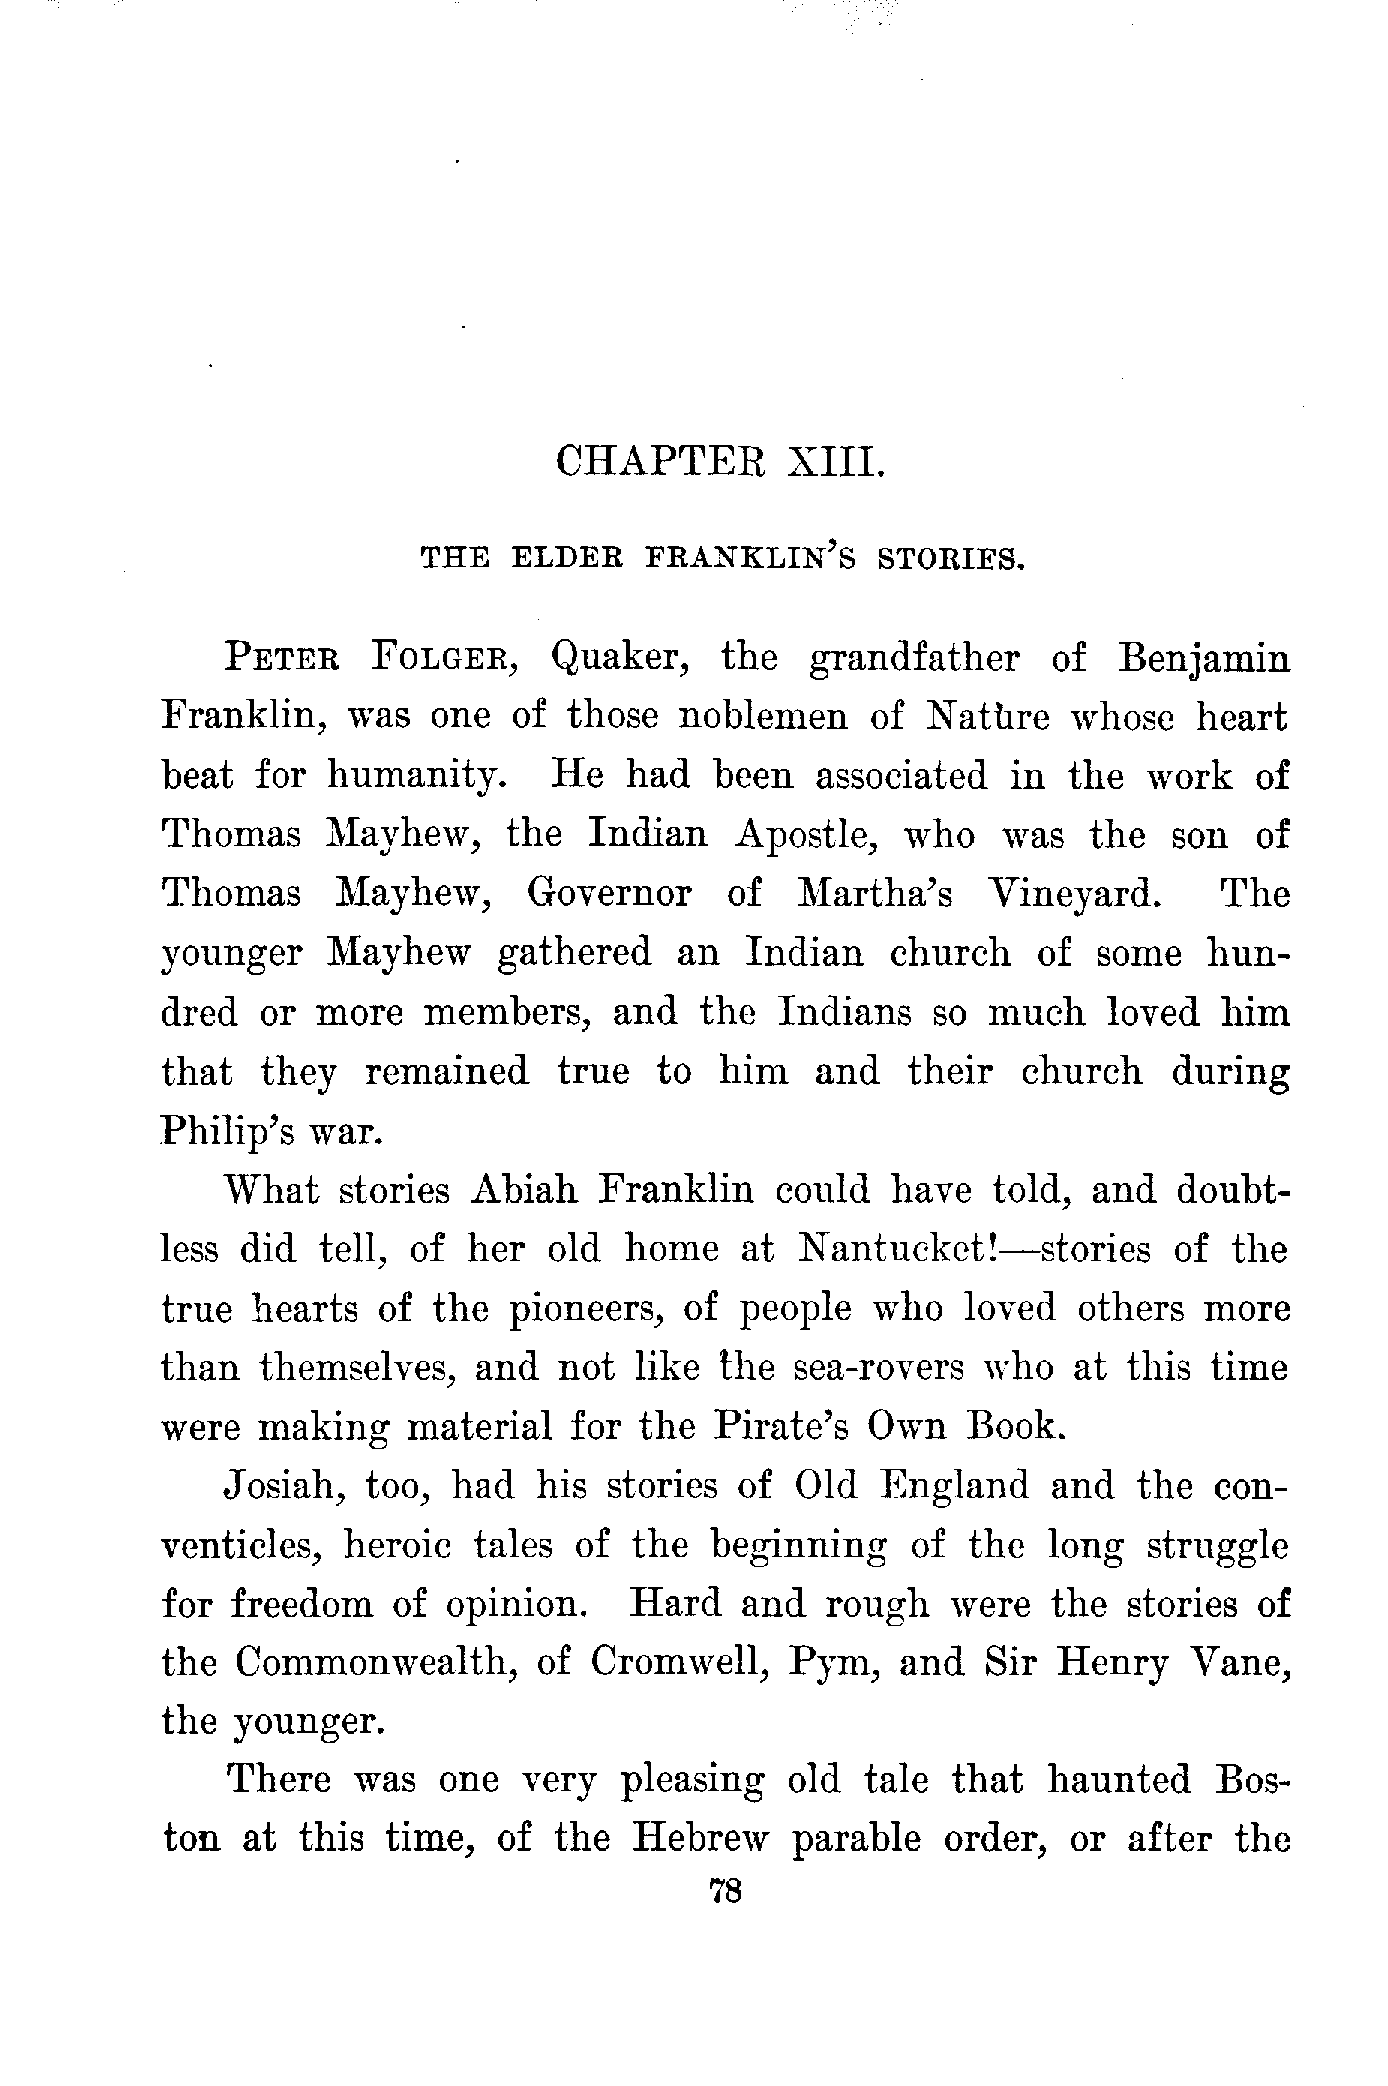 CHAPTER XIII.
THE ELDER FRANKLIN'S STORIES.
PETER FOLGER, Quaker, the grandfather of Benjamin
Franklin, was one of those noblemen of Nature whose heart
beat for humanity. He had been associated in the work of
Thomas Mayhew, the Indian Apostle, who was the son of
Thomas Mayhew, Governor of Martha's Vineyard. The
younger Mayhew gathered an Indian church of some hun-
dred or more members, and the Indians so much loved him
that they remained true to him and their church during
Philip's war.
What stories Abiah Franklin could have told, and doubt-
less did tell, of her old home at Nantucket!—stories of the
true hearts of the pioneers, of people who loved others more
than themselves, and not like the sea-rovers who at this time
were making material for the Pirate's Own Book.
Josiah, too, had his stories of Old England and the con-
venticles, heroic tales of the beginning of the long struggle
for freedom of opinion. Hard and rough were the stories of
the Commonwealth, of Cromwell, Pym, and Sir Henry Vane,
the younger.
There was one very pleasing old tale that haunted Bos-
ton at this time, of the Hebrew parable order, or after the
78